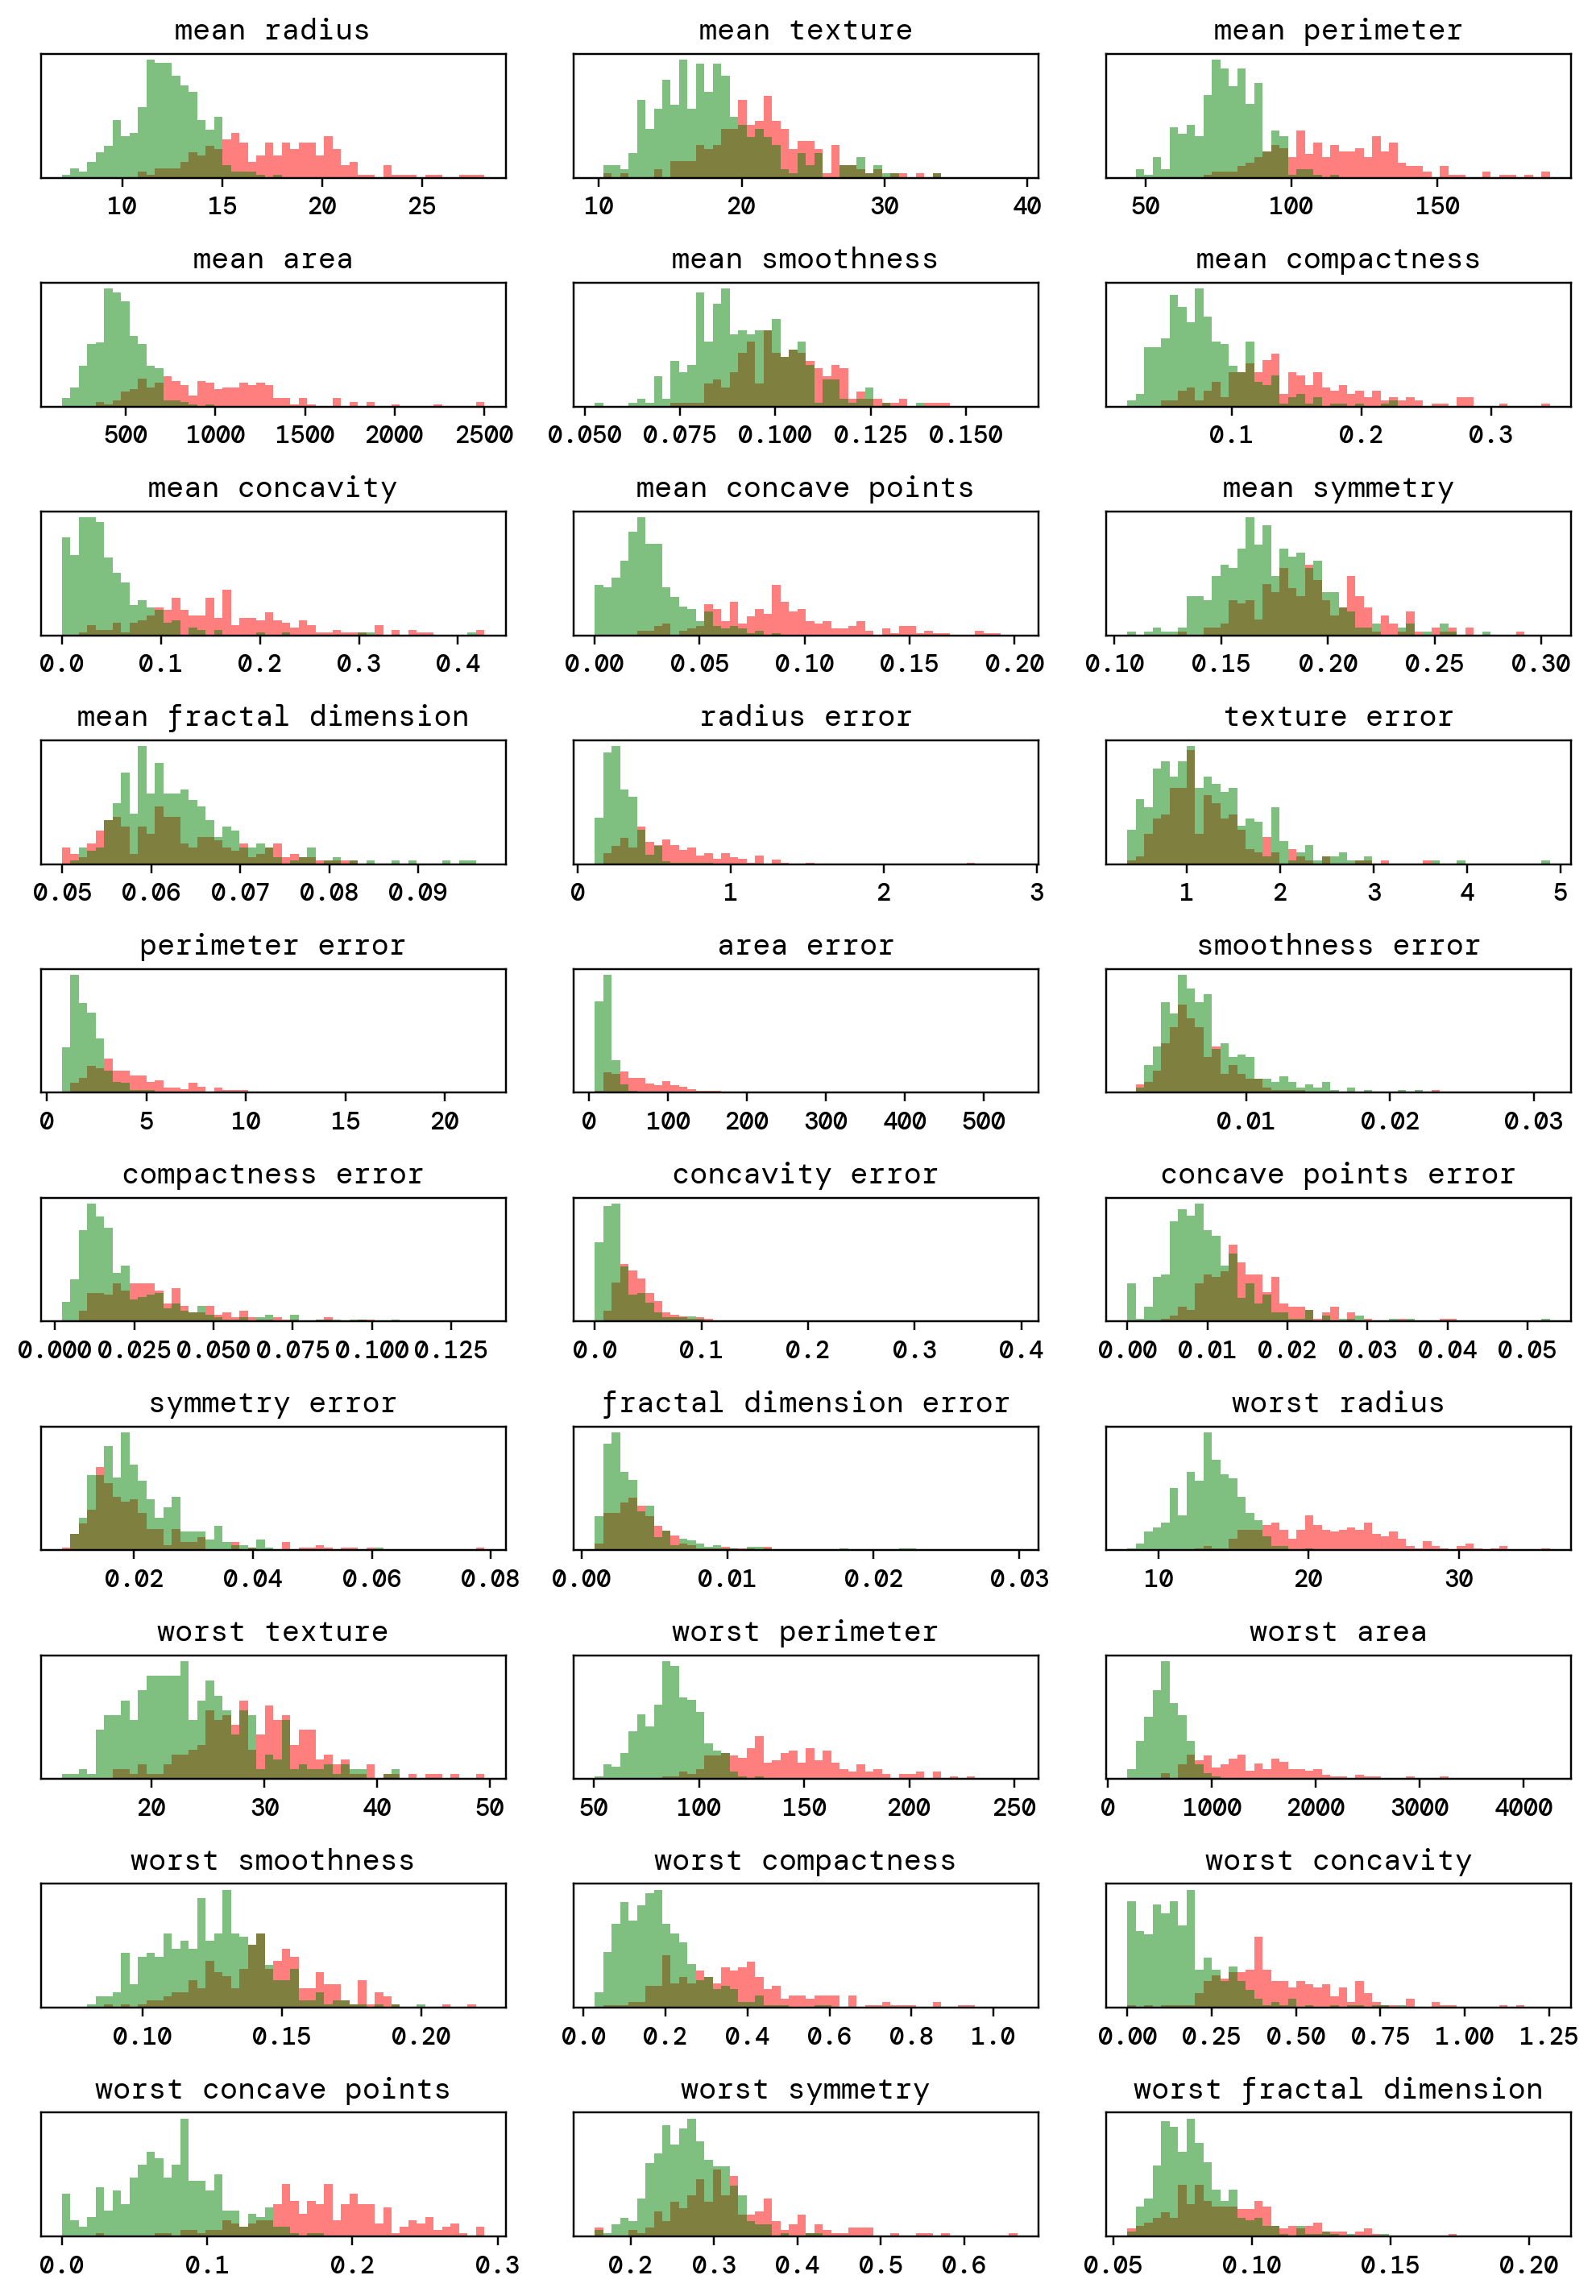 mean radius mean texture mean perimeter
10 15 20 25 10 20 30 40 50 100 150
mean area mean smoothness mean compactness
500 1000 1500 2000 2500 0.050 0.075 0.100 0.125 0.150 0.1 0.2 0.3
mean concavity mean concave points mean symmetry
0.0 0.1 0.2 0.3 0.4 0.00 0.05 0.10 0.15 0.20 0.10 0.15 0.20 0.25 0.30
mean fractal dimension radius error texture error
0.05 0.06 0.07 0.08 0.09 0 1 2 3 1 2 3 4 5
perimeter error area error smoothness error
0 5 10 15 20 0 100 200 300 400 500 0.01 0.02 0.03
compactness error concavity error concave points error
0.000 0.025 0.050 0.075 0.100 0.125 0.0 0.1 0.2 0.3 0.4 0.00 0.01 0.02 0.03 0.04 0.05
symmetry error fractal dimension error worst radius
0.02 0.04 0.06 0.08 0.00 0.01 0.02 0.03 10 20 30
worst texture worst perimeter worst area
20 30 40 50 50 100 150 200 250 0 1000 2000 3000 4000
worst smoothness worst compactness worst concavity
0.10 0.15 0.20 0.0 0.2 0.4 0.6 0.8 1.0 0.00 0.25 0.50 0.75 1.00 1.25
worst concave points worst symmetry worst fractal dimension
0.0 0.1 0.2 0.3 0.2 0.3 0.4 0.5 0.6 0.05 0.10 0.15 0.20